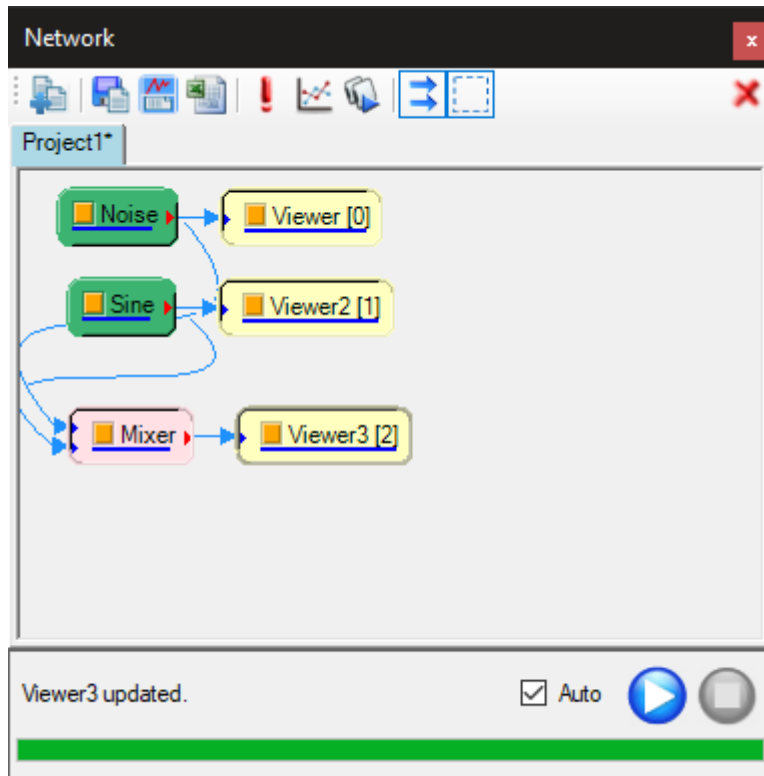 Network
x
Project1*
Noise
Viewer [0]
Sine
Viewer2 [1]
Mixer
Viewer3 [2]
Viewer3 updated.
Auto